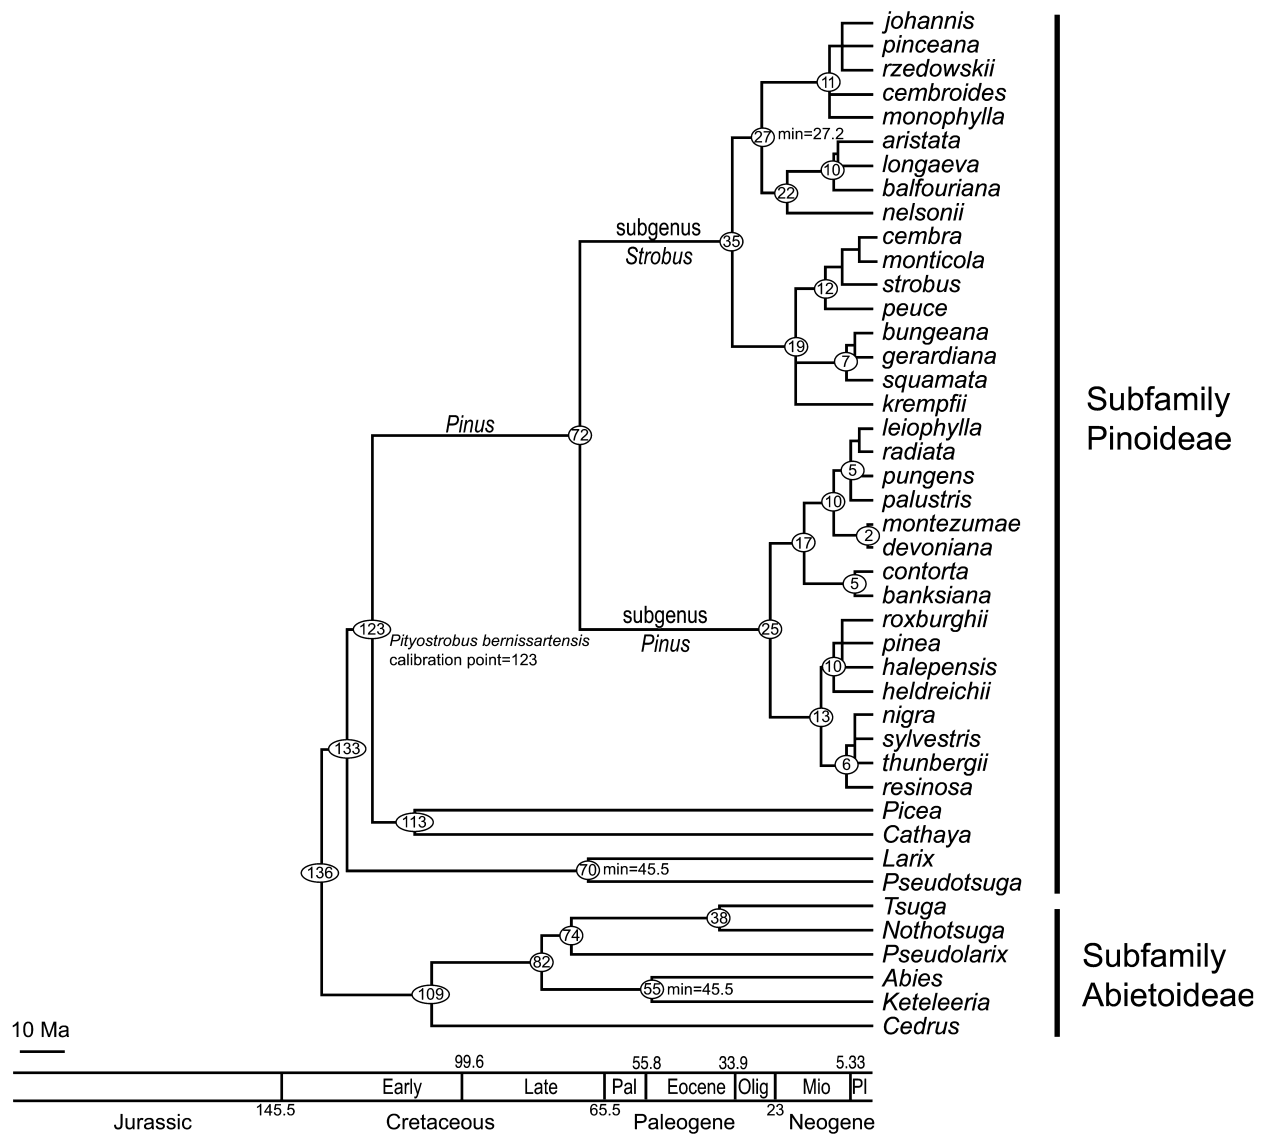 johannis
pinceana
rzedowskii
11
cembroides
monophylla
27 min=27.2
aristata
longaeva
10
balfouriana
22
nelsonii
subgenus
Strobus
35
cembra
monticola
strobus
12
peuce
bungeana
19
gerardiana
7
squamata
krempfii
Subfamily
Pinoideae
Pinus
72
leiophylla
radiata
5
pungens
10
palustris
montezumae
2
17
devoniana
contorta
5
banksiana
subgenus
Pinus
25
roxburghii
pinea
10
halepensis
heldreichii
123
Pityostrobus bernissartensis
calibration point=123
13
nigra
sylvestris
6
thunbergii
resinosa
133
Picea
113
Cathaya
Larix
136
70 min=45.5
Pseudotsuga
Tsuga
38
Nothotsuga
74
Pseudolarix
82
Abies
55 min=45.5
109
Keteleeria
Cedrus
Subfamily
Abietoideae
10 Ma
99.6 55.8 33.9 5.33
Early Late Pal Eocene Olig Mio Pl
145.5 65.5 23
Jurassic Cretaceous Paleogene Neogene